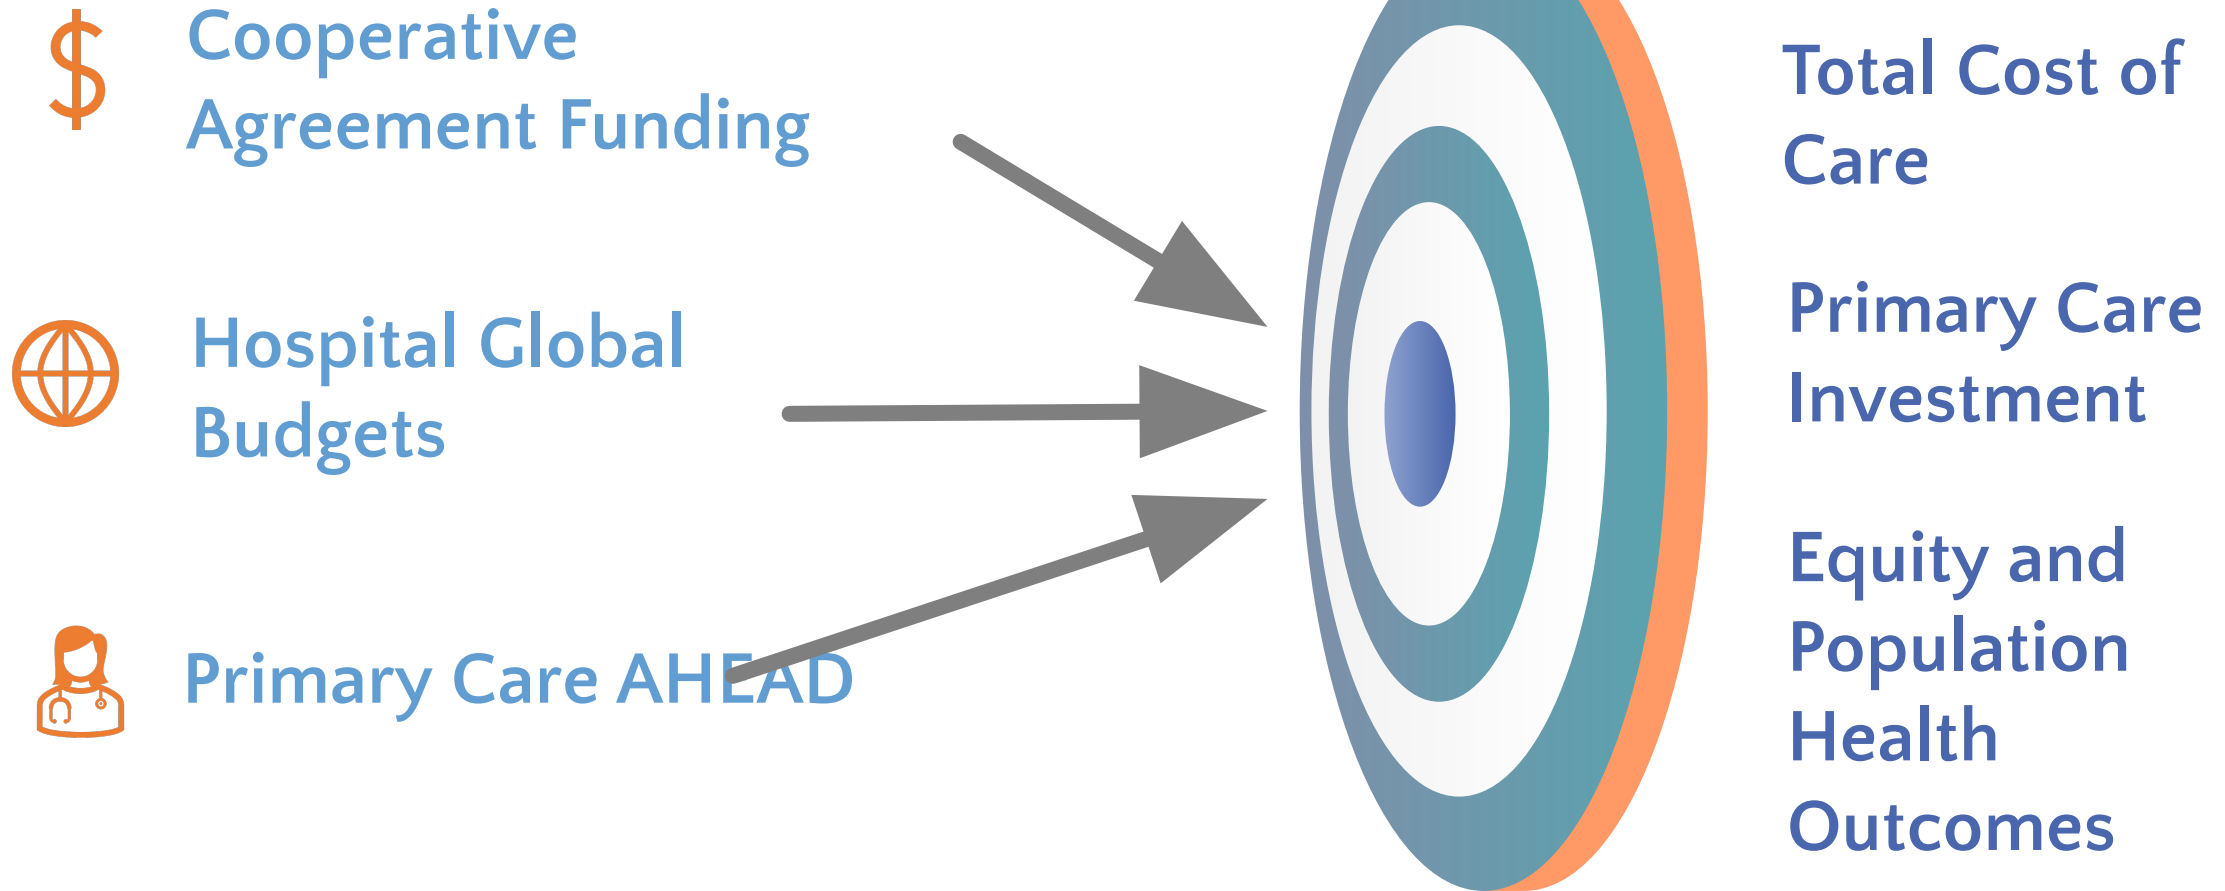 Cooperative
Agreement Funding
Hospital Global
Budgets
Primary Care AHEAD
Total Cost of
Care
Primary Care
Investment
Equity and
Population
Health
Outcomes